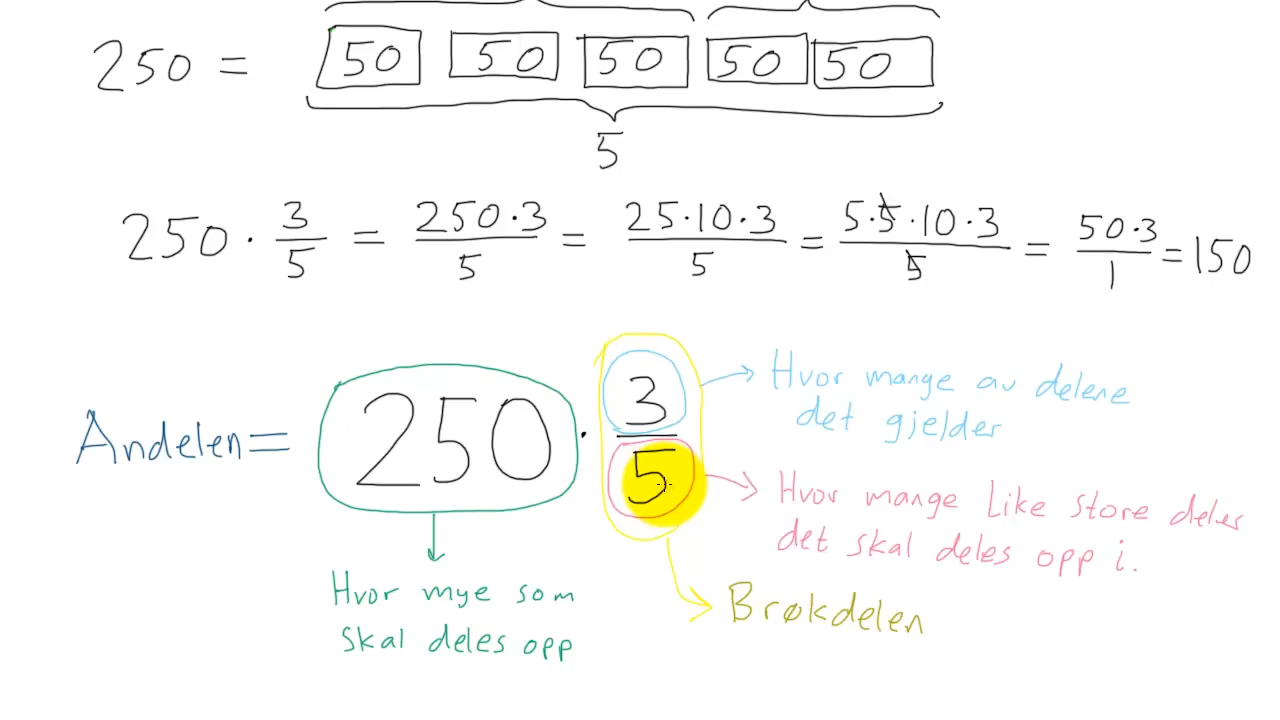 250 = 50 50 50 50 50
5
250 · 3/5 = 250·3/5 = 25·10·3/5 = 5·5·10·3/5 = 50·3/1 = 150
Andelen = 250 · 3/5
Hvor mange av delene
det gjelder
Hvor mange Like store deles
det skal deles opp i.
Brøkdelen
Hvor mye som
skal deles opp